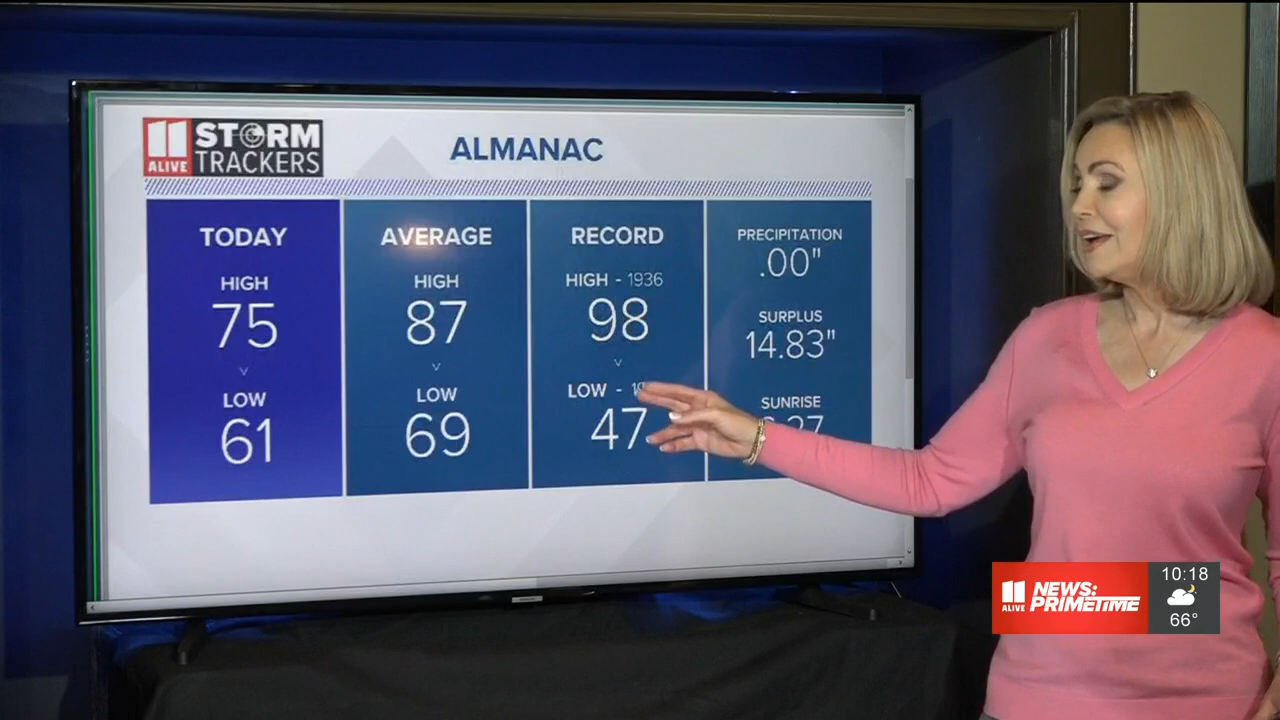 11 ALIVE STORM TRACKERS
ALMANAC
TODAY
HIGH
75
LOW
61
AVERAGE
HIGH
87
LOW
69
RECORD
HIGH - 1936
98
LOW -
47
PRECIPITATION
.00"
SURPLUS
14.83"
SUNRISE
11 ALIVE
NEWS:
PRIMETIME
10:18
66°